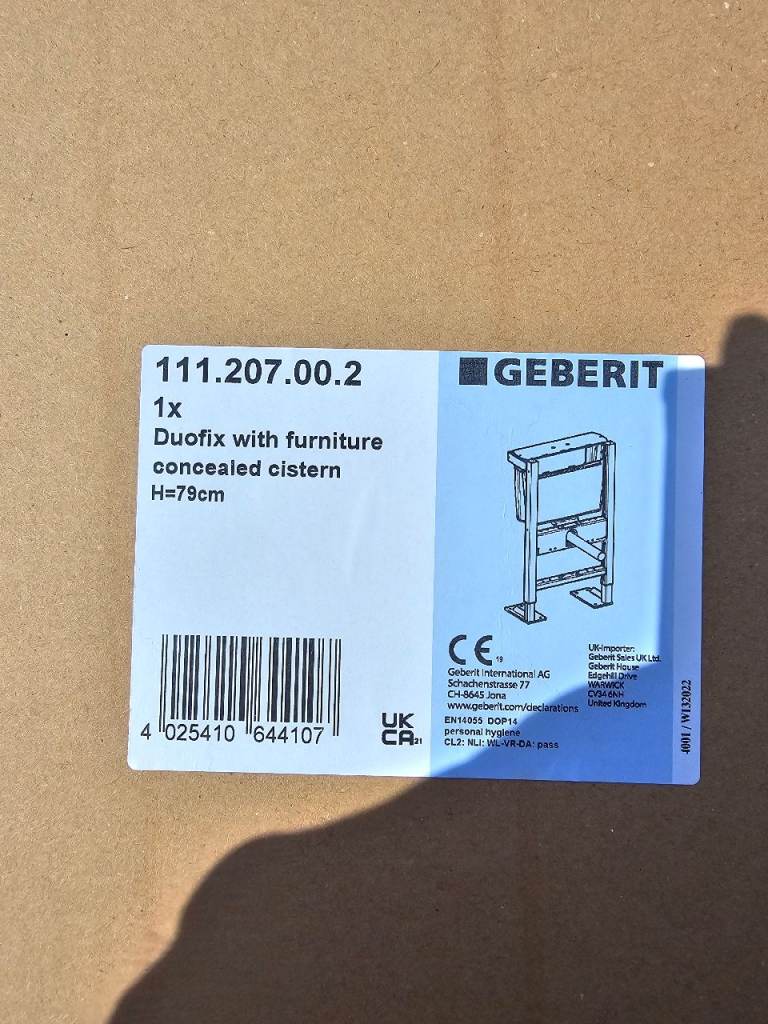 111.207.00.2
1x
Duofix with furniture
concealed cistern
H=79cm
GEBERIT
CE 19
Geberit International AG
Schachenstrasse 77
CH-8645 Jona
www.geberit.com/declarations
EN14055 DOP14
personal hygiene
CL2: NLI: WL-VR-DA: pass
UK-Importer:
Geberit Sales UK Ltd.
Geberit House
Edgehill Drive
WARWICK
CV34 6NH
United Kingdom
4 025410 644107
UK
CA 21
4001 / W132022